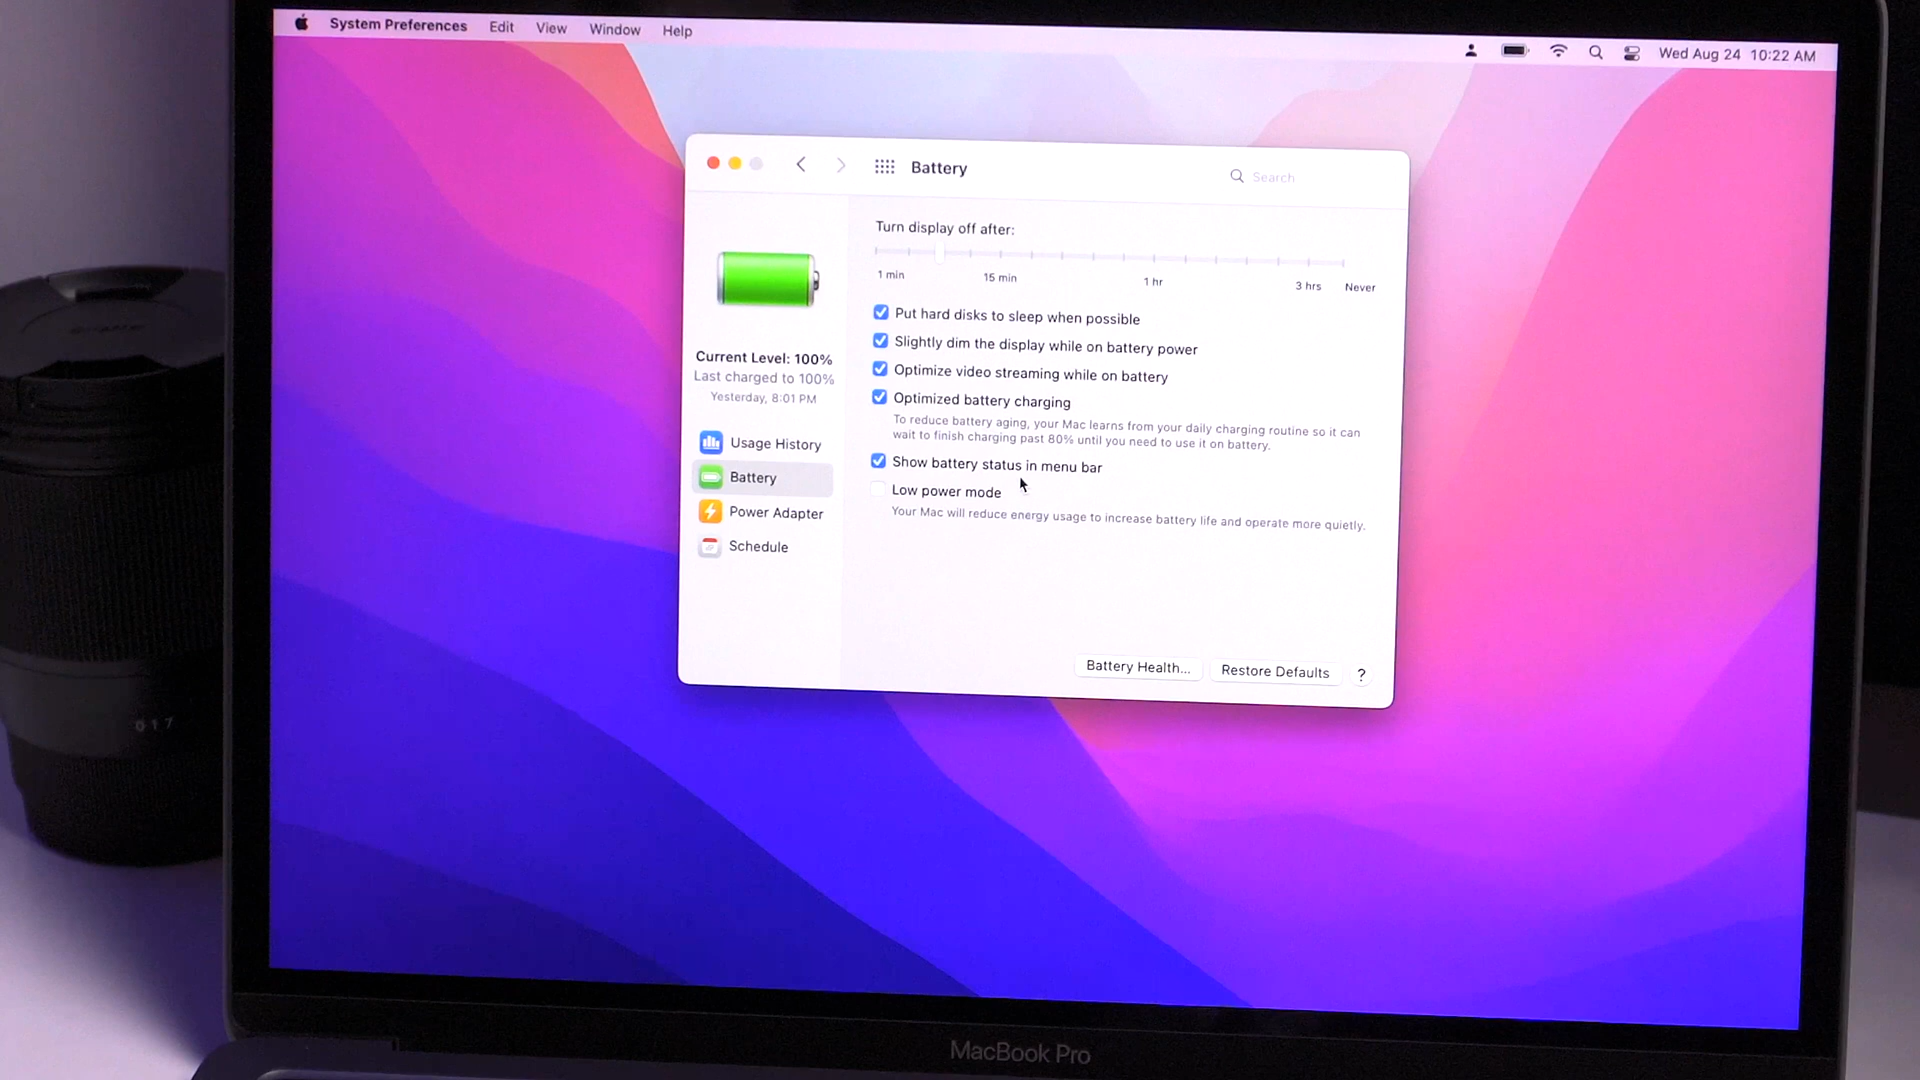 System Preferences Edit View Window Help
Wed Aug 24 10:22 AM
Battery
Search
Turn display off after:
1 min 15 min 1 hr 3 hrs Never
Put hard disks to sleep when possible
Slightly dim the display while on battery power
Optimize video streaming while on battery
Optimized battery charging
To reduce battery aging, your Mac learns from your daily charging routine so it can
wait to finish charging past 80% until you need to use it on battery.
Show battery status in menu bar
Low power mode
Your Mac will reduce energy usage to increase battery life and operate more quietly.
Current Level: 100%
Last charged to 100%
Yesterday, 8:01 PM
Usage History
Battery
Power Adapter
Schedule
Battery Health... Restore Defaults ?
017
MacBook Pro